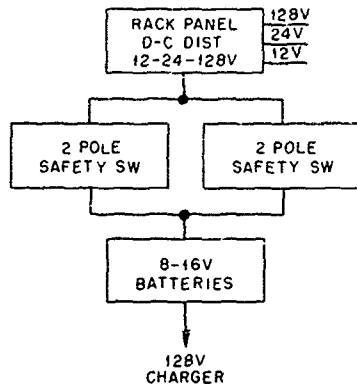 RACK PANEL
D-C DIST
12-24-128V
128V
24V
12V
2 POLE
SAFETY SW
2 POLE
SAFETY SW
8-16V
BATTERIES
128V
CHARGER